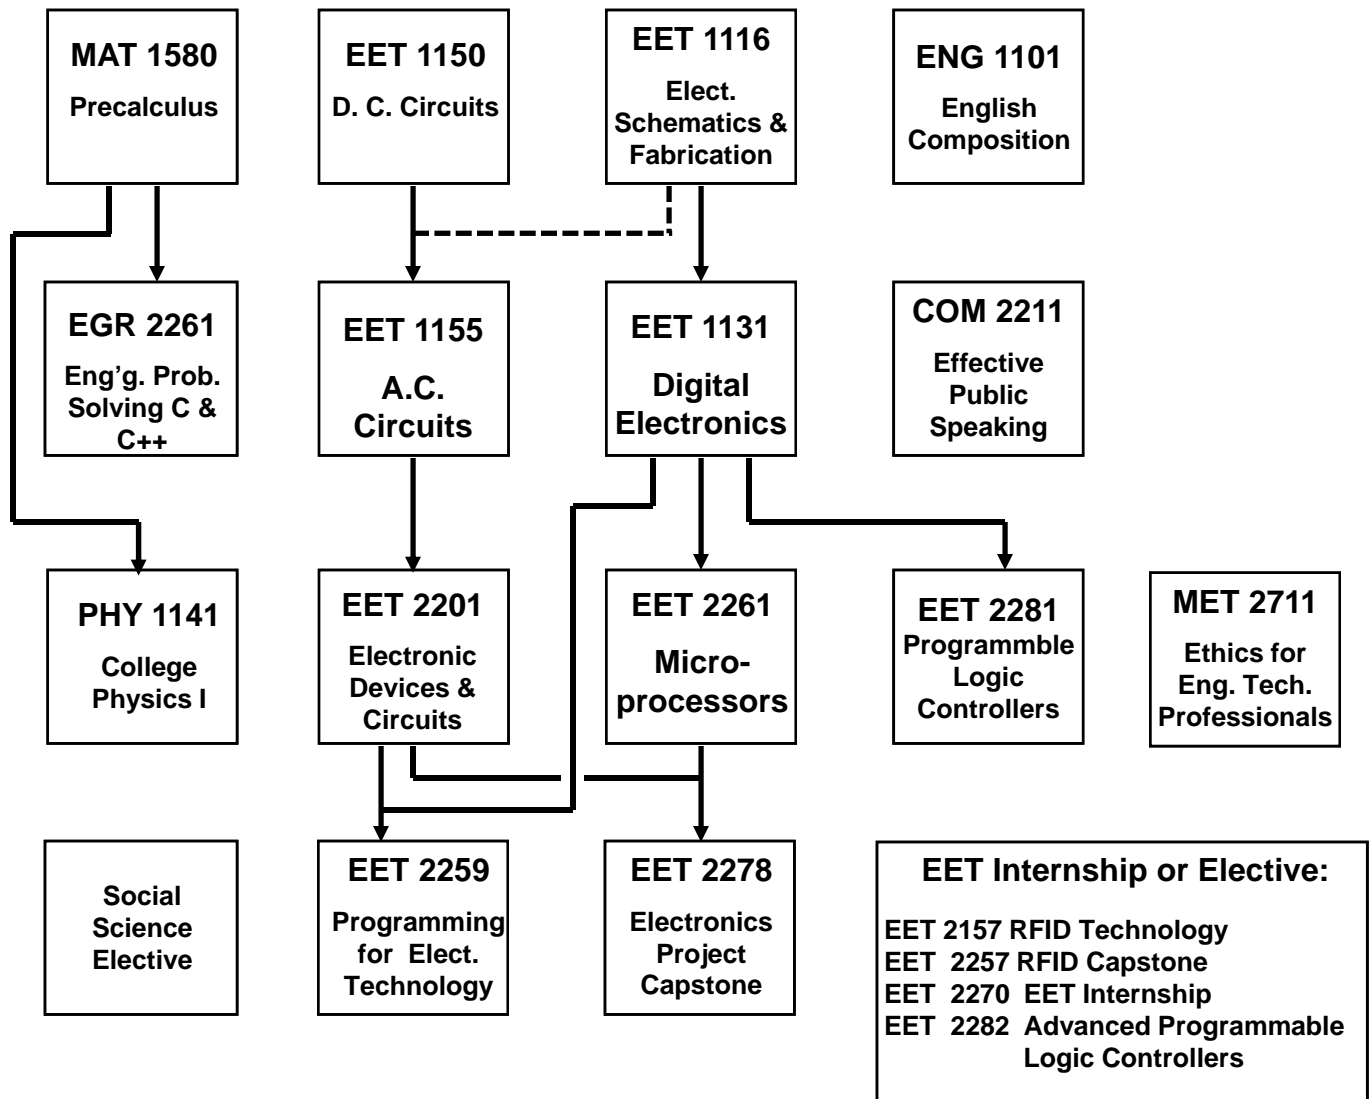 MAT 1580
Precalculus
EET 1150
D. C. Circuits
EET 1116
Elect.
Schematics &
Fabrication
ENG 1101
English
Composition
EGR 2261
Eng’g. Prob.
Solving C &
C++
EET 1155
A.C.
Circuits
EET 1131
Digital
Electronics
COM 2211
Effective
Public
Speaking
PHY 1141
College
Physics I
EET 2201
Electronic
Devices &
Circuits
EET 2261
Micro-
processors
EET 2281
Programmble
Logic
Controllers
MET 2711
Ethics for
Eng. Tech.
Professionals
Social
Science
Elective
EET 2259
Programming
for Elect.
Technology
EET 2278
Electronics
Project
Capstone
EET Internship or Elective:
EET 2157 RFID Technology
EET 2257 RFID Capstone
EET 2270 EET Internship
EET 2282 Advanced Programmable
Logic Controllers